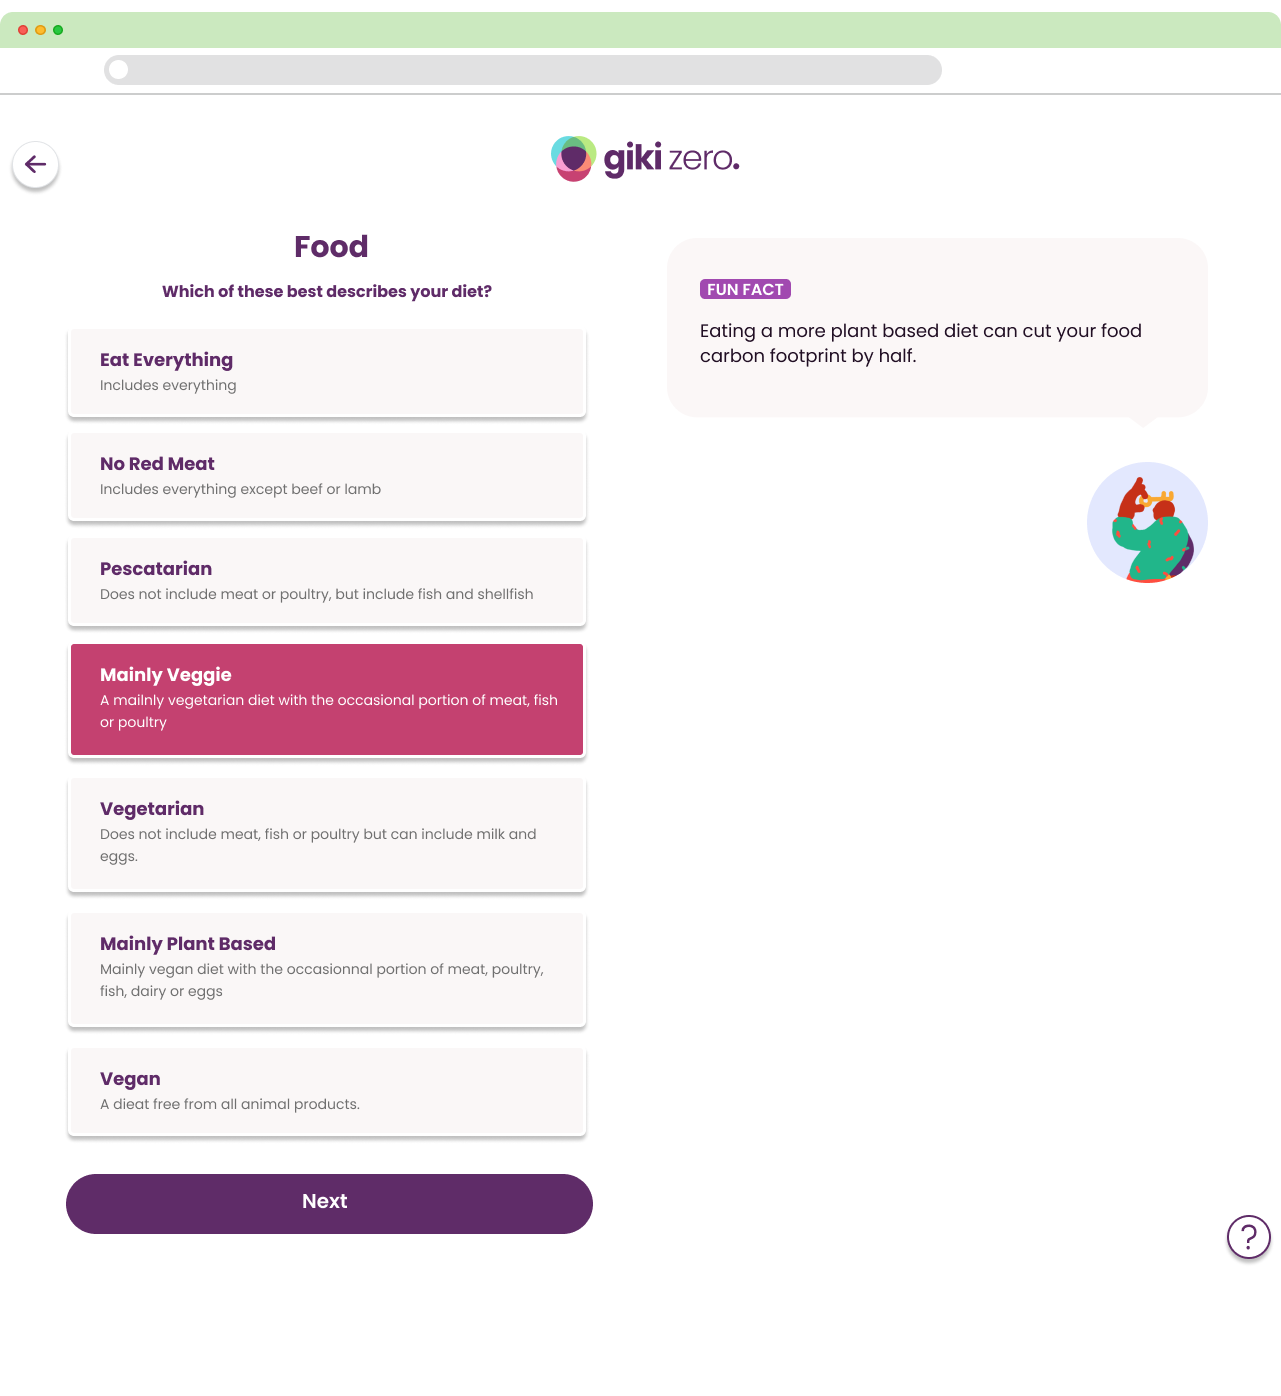 giki zero.
Food
Which of these best describes your diet?
Eat Everything
Includes everything
No Red Meat
Includes everything except beef or lamb
Pescatarian
Does not include meat or poultry, but include fish and shellfish
Mainly Veggie
A mailnly vegetarian diet with the occasional portion of meat, fish
or poultry
Vegetarian
Does not include meat, fish or poultry but can include milk and
eggs.
Mainly Plant Based
Mainly vegan diet with the occasionnal portion of meat, poultry,
fish, dairy or eggs
Vegan
A dieat free from all animal products.
Next
FUN FACT
Eating a more plant based diet can cut your food
carbon footprint by half.
?